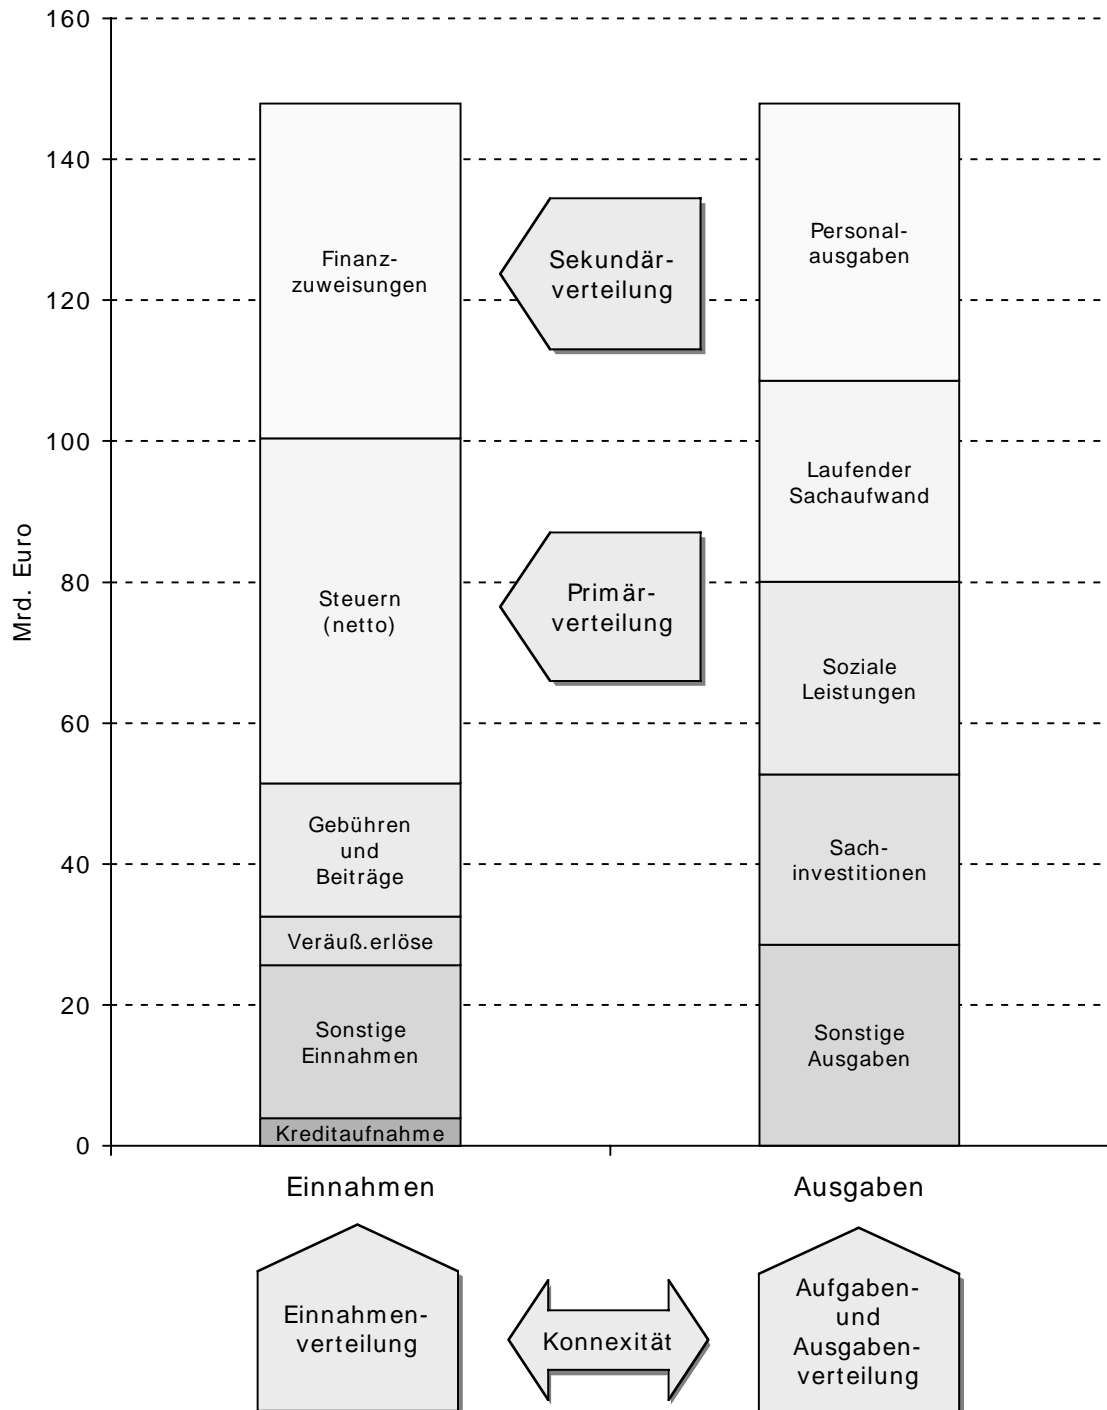 160
140
120
100
80
60
40
20
0
Mrd. Euro
Finanz-
zuweisungen
Steuern
(netto)
Gebühren
und
Beiträge
Veräuß.erlöse
Sonstige
Einnahmen
Kreditaufnahme
Sekundär-
verteilung
Primär-
verteilung
Personal-
ausgaben
Laufender
Sachaufwand
Soziale
Leistungen
Sach-
investitionen
Sonstige
Ausgaben
Einnahmen
Ausgaben
Einnahmen-
verteilung
Konnexität
Aufgaben-
und
Ausgaben-
verteilung